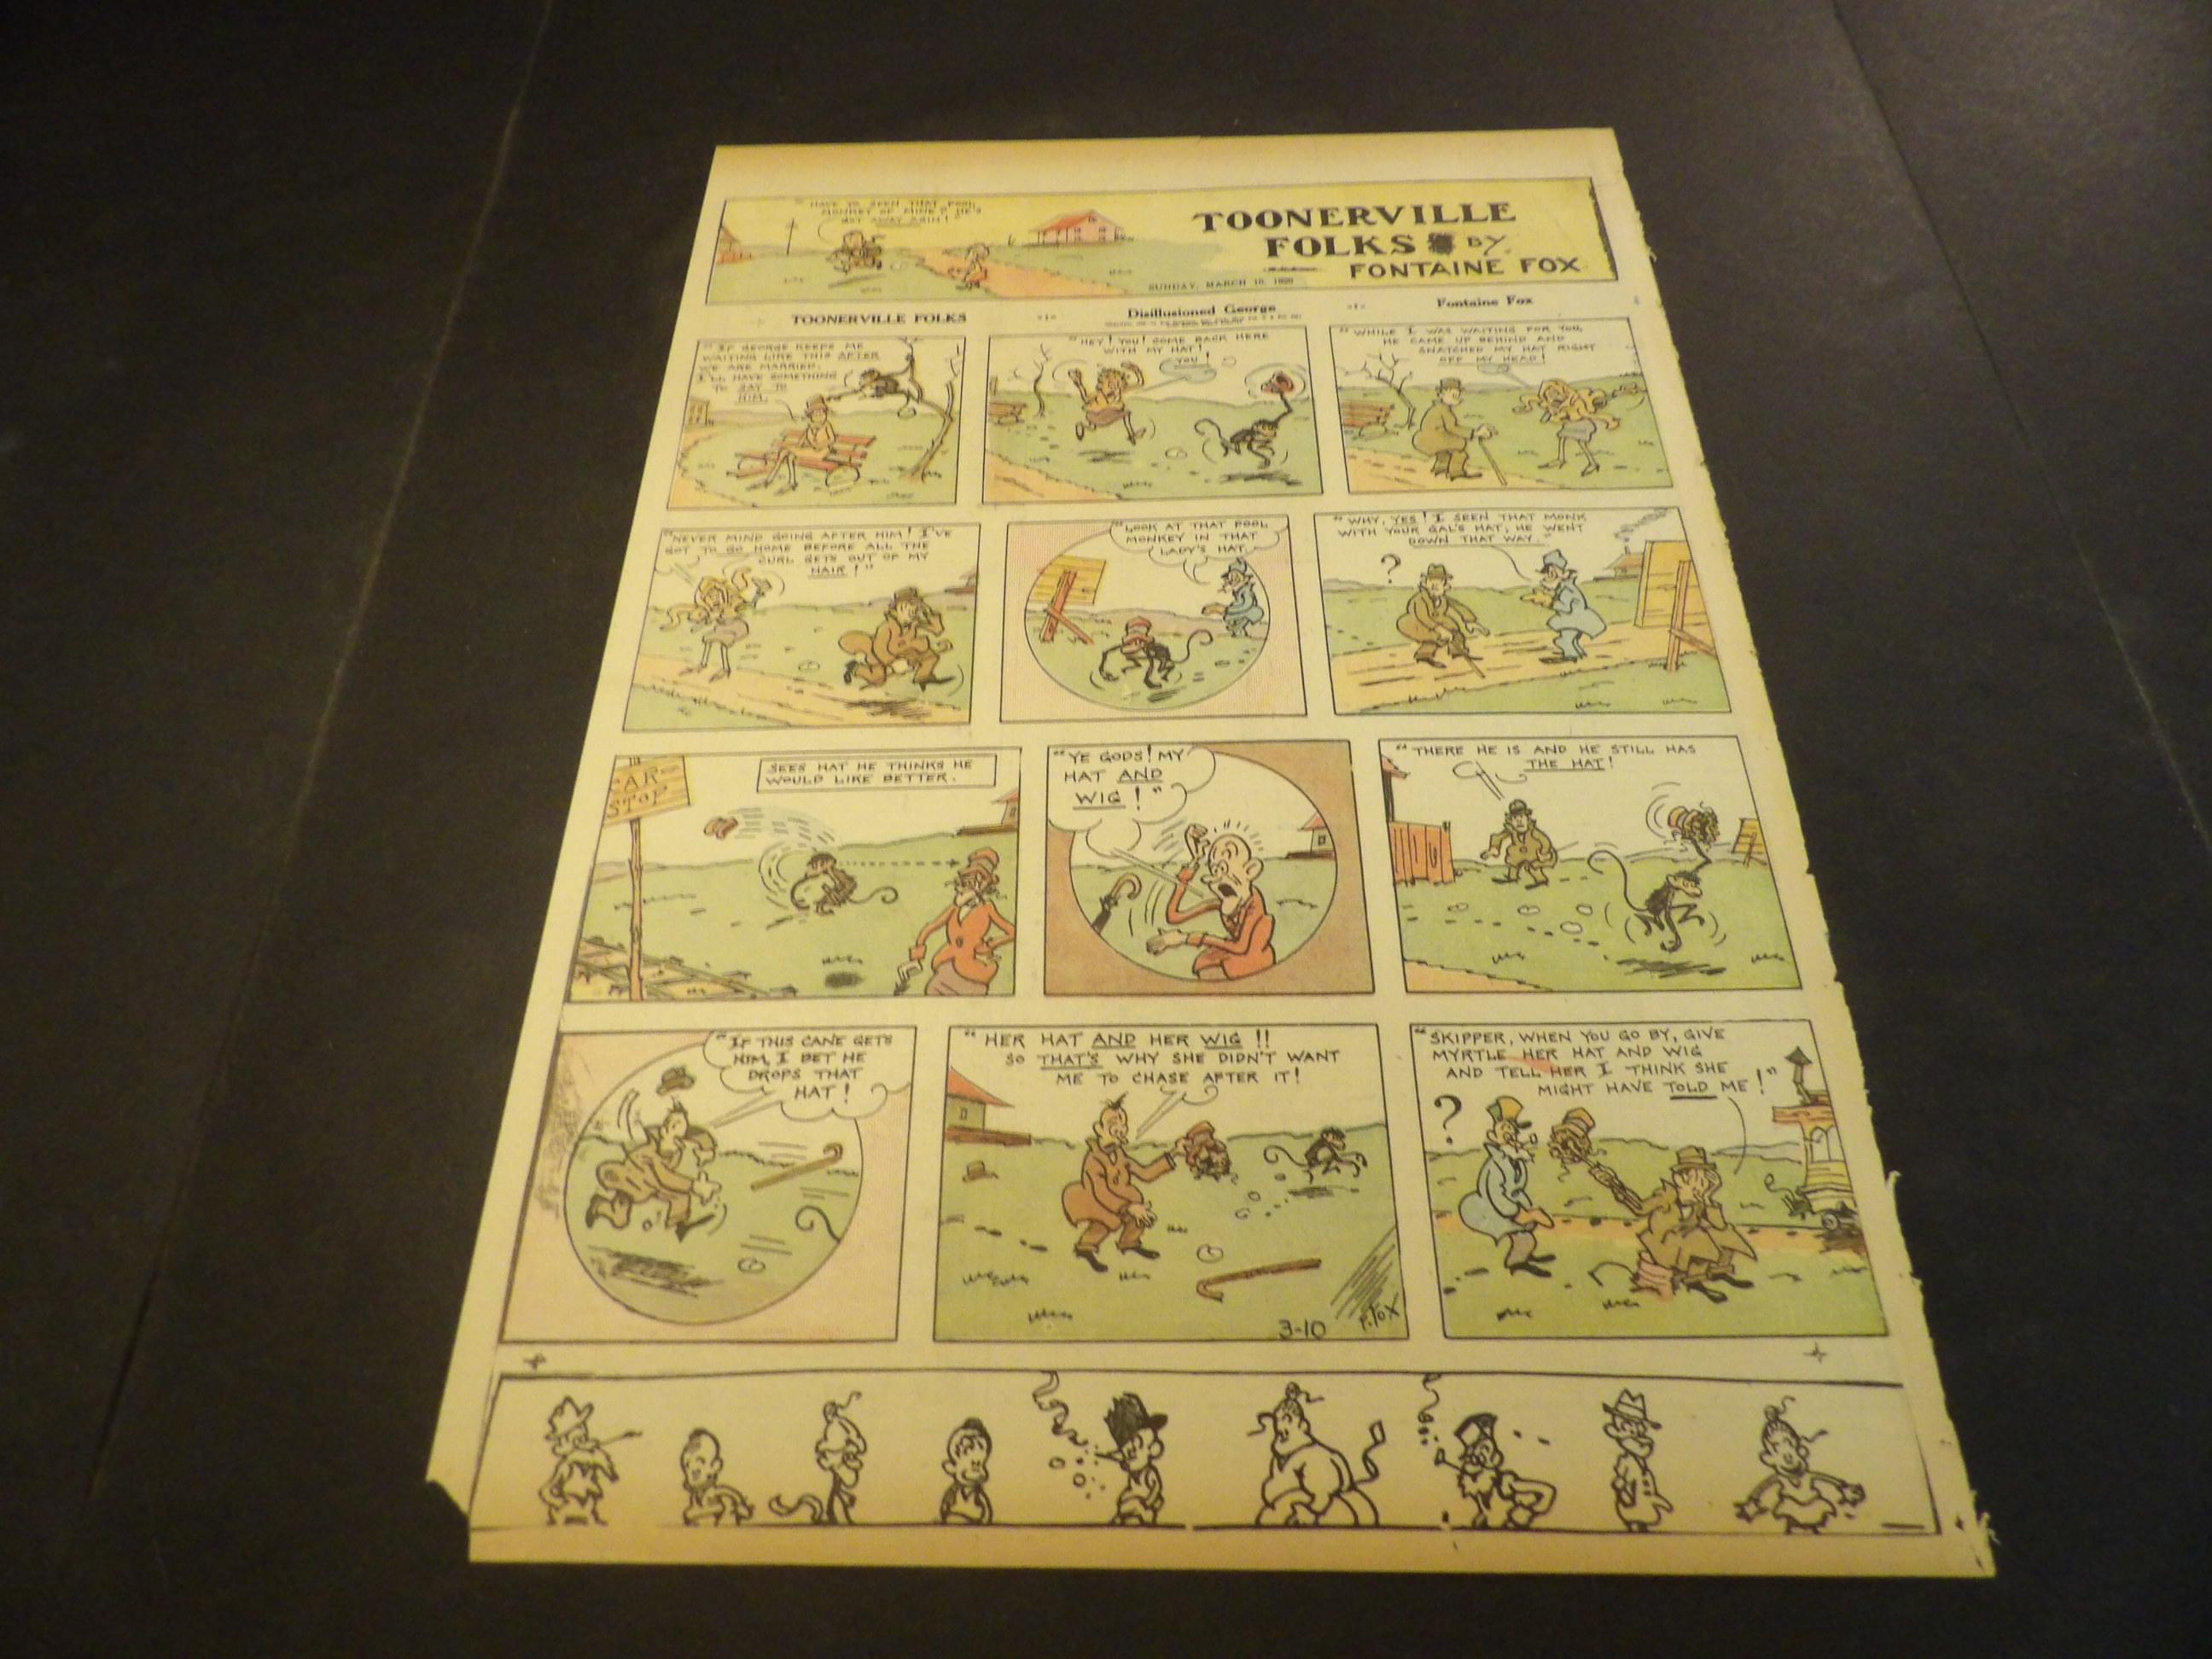 "HAVE YA SEEN THAT FOOL
MONKEY OF MINE? HE'S
GOT AWAY AGIN!"
TOONERVILLE
FOLKS BY
FONTAINE FOX
SUNDAY, MARCH 10,
TOONERVILLE FOLKS
-1-
Disillusioned George
-1-
Fontaine Fox
"IF GEORGE KEEPS ME
WAITING LIKE THIS AFTER
WE ARE MARRIED,
I'LL HAVE SOMETHING
TO SAY TO
HIM.
"HEY! YOU! COME BACK HERE
WITH MY HAT!
YOU!
"WHILE I WAS WAITING FOR YOU,
HE CAME UP BEHIND AND
SNATCHED MY HAT RIGHT
OFF MY HEAD!
"NEVER MIND GOING AFTER HIM! I'VE
GOT TO GO HOME BEFORE ALL THE
CURL GETS OUT OF MY
HAIR!"
"LOOK AT THAT FOOL
MONKEY IN THAT
LADY'S HAT.
"WHY, YES! I SEEN THAT MONK
WITH YOUR GAL'S HAT; HE WENT
DOWN THAT WAY."
?
CAR-
STOP
SEES HAT HE THINKS HE
WOULD LIKE BETTER.
"YE GODS! MY
HAT AND
WIG!"
"THERE HE IS AND HE STILL HAS
THE HAT!
"IF THIS CANE GETS
HIM, I BET HE
DROPS THAT
HAT!
"HER HAT AND HER WIG!!
SO THAT'S WHY SHE DIDN'T WANT
ME TO CHASE AFTER IT!
3-10
F. FOX
"SKIPPER, WHEN YOU GO BY, GIVE
MYRTLE HER HAT AND WIG
AND TELL HER I THINK SHE
MIGHT HAVE TOLD ME!"
?